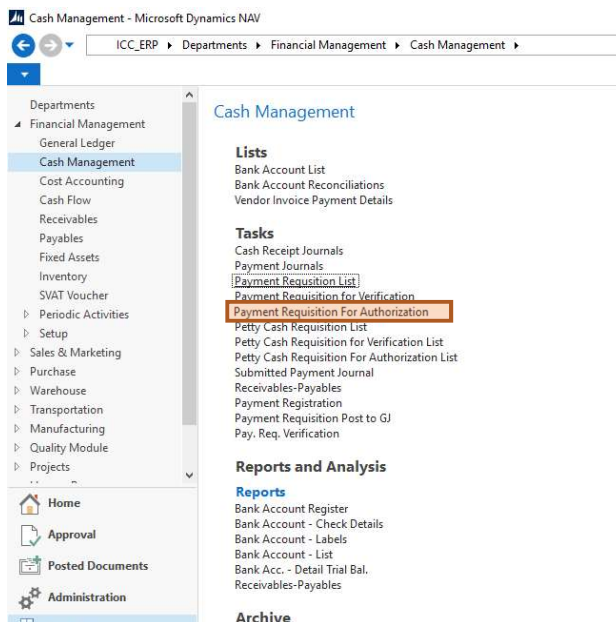 Cash Management - Microsoft Dynamics NAV
ICC_ERP ▸ Departments ▸ Financial Management ▸ Cash Management ▸
Departments
Financial Management
General Ledger
Cash Management
Cost Accounting
Cash Flow
Receivables
Payables
Fixed Assets
Inventory
SVAT Voucher
Periodic Activities
Setup
Sales & Marketing
Purchase
Warehouse
Transportation
Manufacturing
Quality Module
Projects
Home
Approval
Posted Documents
Administration
Cash Management
Lists
Bank Account List
Bank Account Reconciliations
Vendor Invoice Payment Details
Tasks
Cash Receipt Journals
Payment Journals
Payment Requsition List
Payment Requisition for Verification
Payment Requisition For Authorization
Petty Cash Requisition List
Petty Cash Requisition for Verification List
Petty Cash Requisition For Authorization List
Submitted Payment Journal
Receivables-Payables
Payment Registration
Payment Requisition Post to GJ
Pay. Req. Verification
Reports and Analysis
Reports
Bank Account Register
Bank Account - Check Details
Bank Account - Labels
Bank Account - List
Bank Acc. - Detail Trial Bal.
Receivables-Payables
Archive